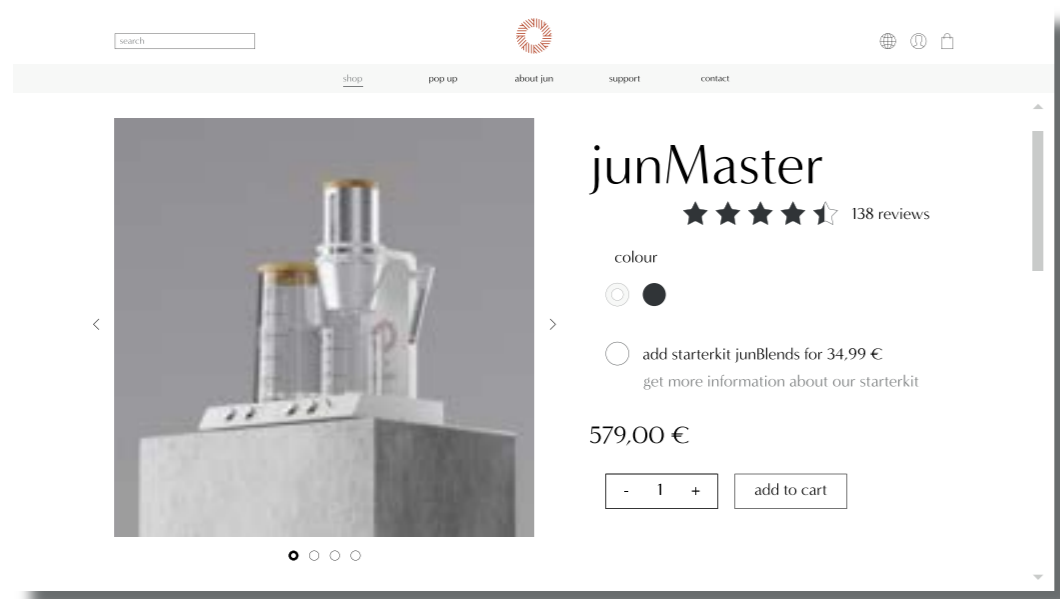 search
shop
pop up
about jun
support
contact
junMaster
138 reviews
colour
add starterkit junBlends for 34,99 €
get more information about our starterkit
579,00 €
- 1 +
add to cart